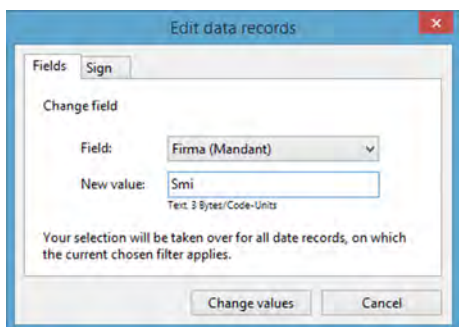 Edit data records
Fields Sign
Change field
Field: Firma (Mandant)
New value: Smi
Text. 3 Bytes/Code-Units
Your selection will be taken over for all date records, on which
the current chosen filter applies.
Change values Cancel